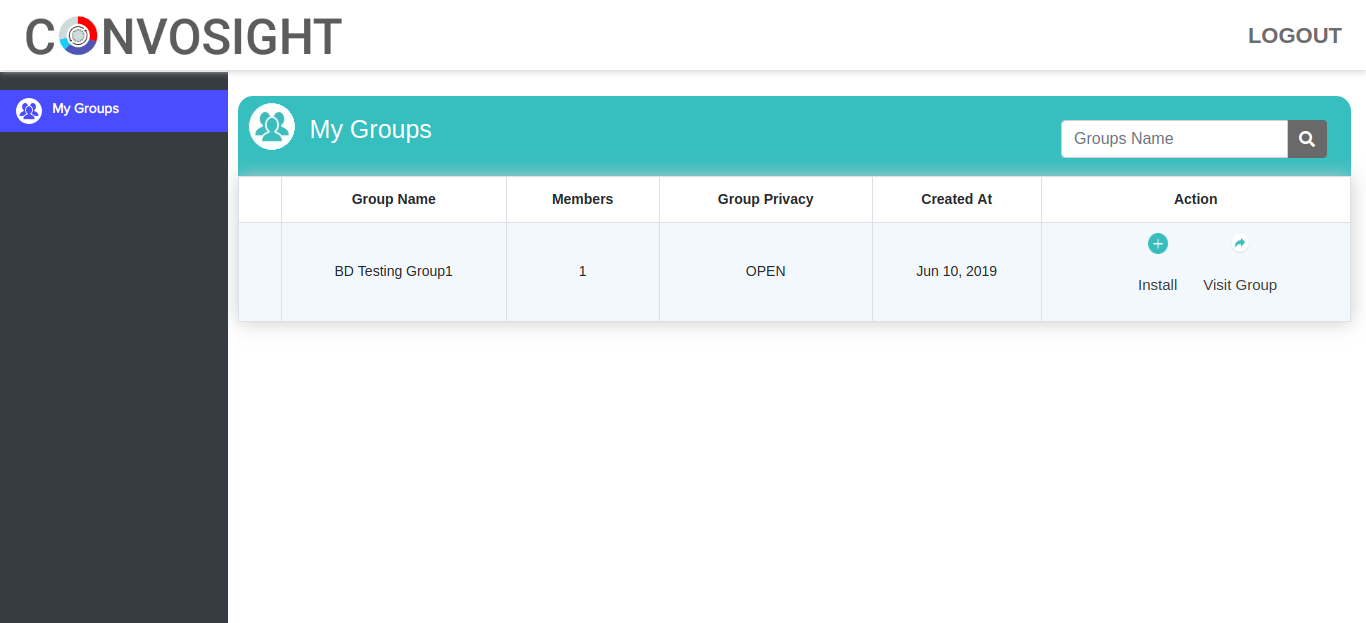 CONVOSIGHT
LOGOUT
My Groups
My Groups
Groups Name
Group Name Members Group Privacy Created At Action
BD Testing Group1 1 OPEN Jun 10, 2019 Install Visit Group